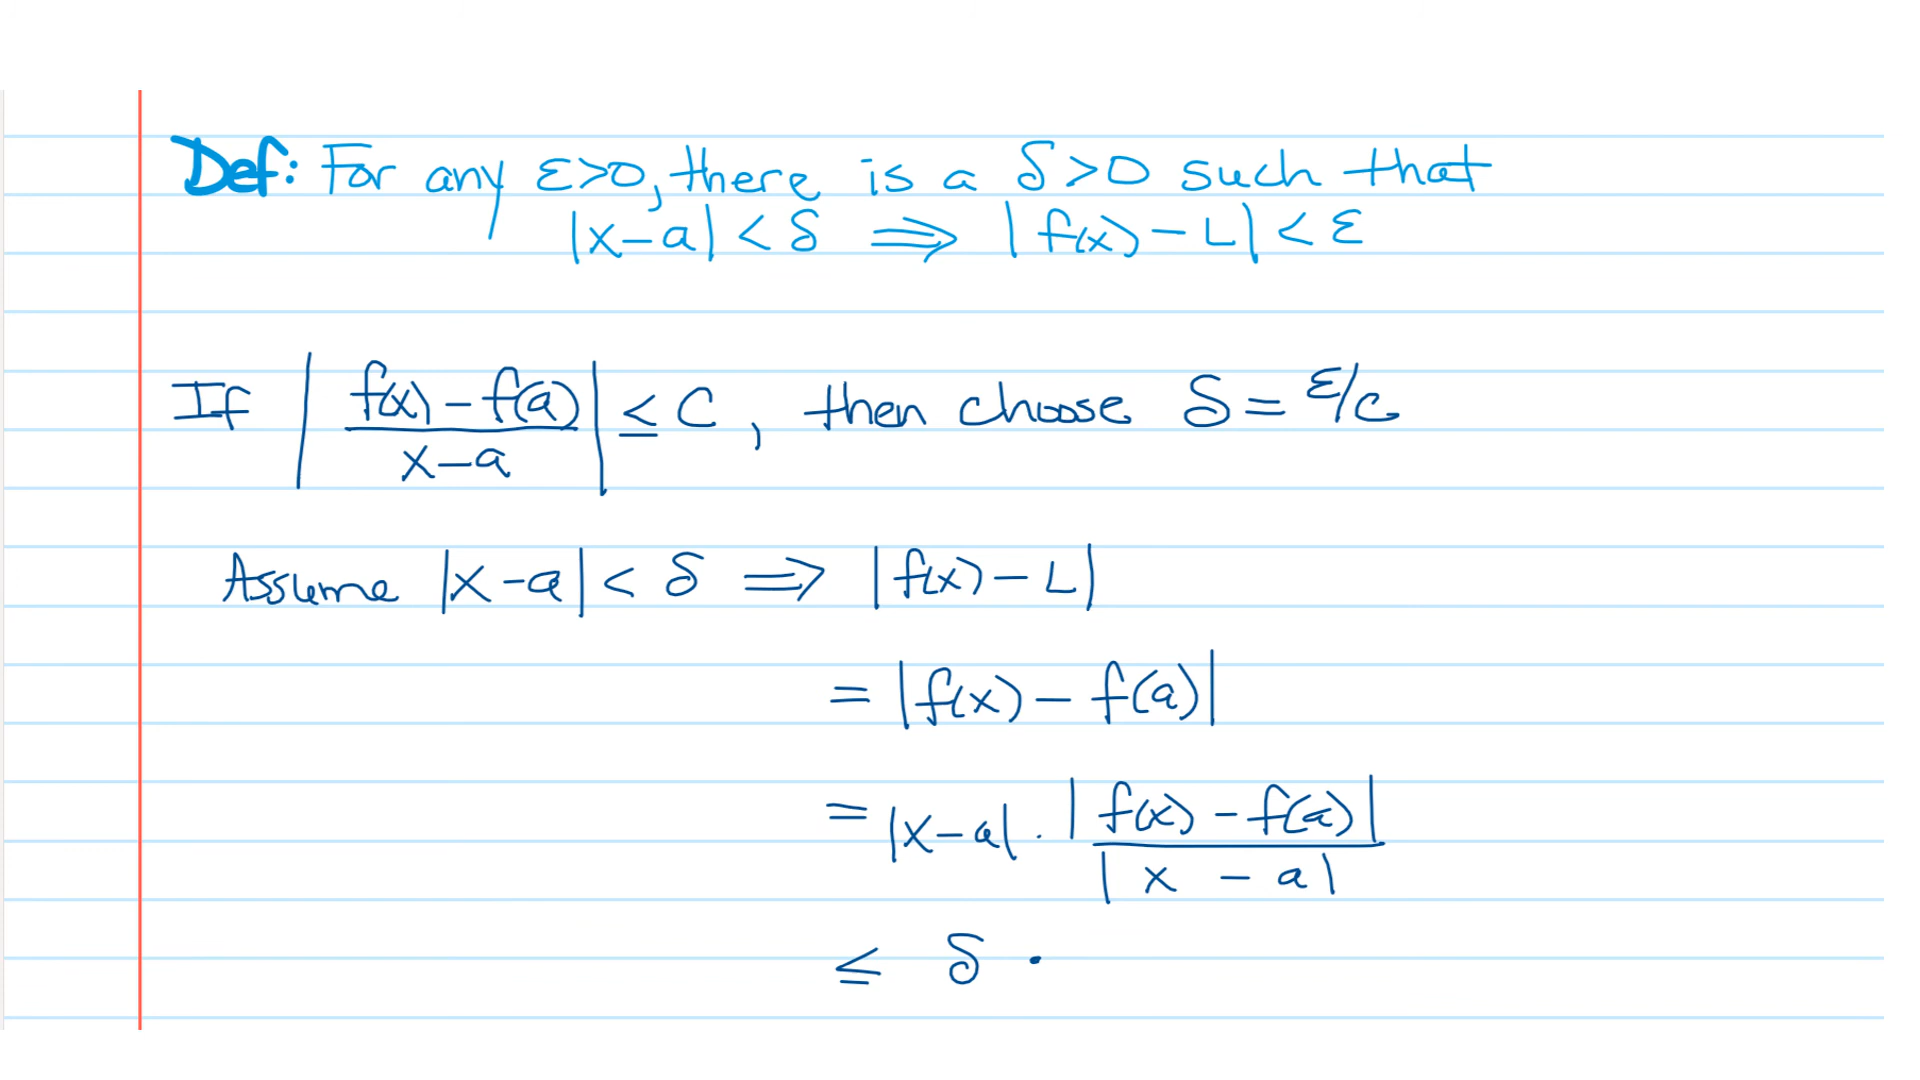 Def: For any ε>0, there is a δ>0 such that
|x-a| < δ ⟹ |f(x) - L| < ε
If |(f(x) - f(a))/(x-a)| ≤ C, then choose δ = ε/C
Assume |x-a| < δ ⟹ |f(x) - L|
= |f(x) - f(a)|
= |x-a| · |f(x) - f(a)|/|x - a|
≤ δ ·